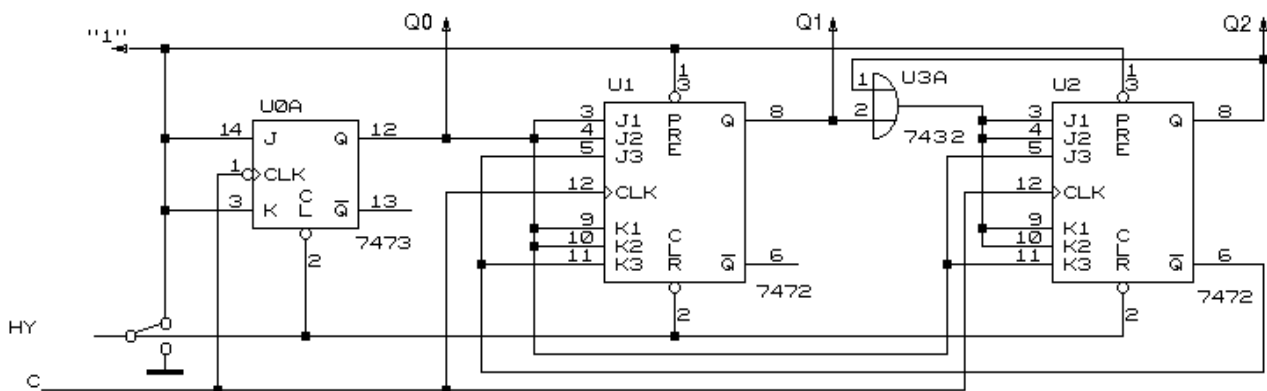 Q0 Q1 Q2
"1"
U0A
14 J Q 12
1 CLK
3 K CL Q̅ 13
2
7473
U1
1
3
3 J1 PRE Q 8
4 J2
5 J3
12 CLK
9 K1
10 K2
11 K3 CLR Q̅ 6
2
7472
U3A
1
2
7432
U2
1
3
3 J1 PRE Q 8
4 J2
5 J3
12 CLK
9 K1
10 K2
11 K3 CLR Q̅ 6
2
7472
HY
C